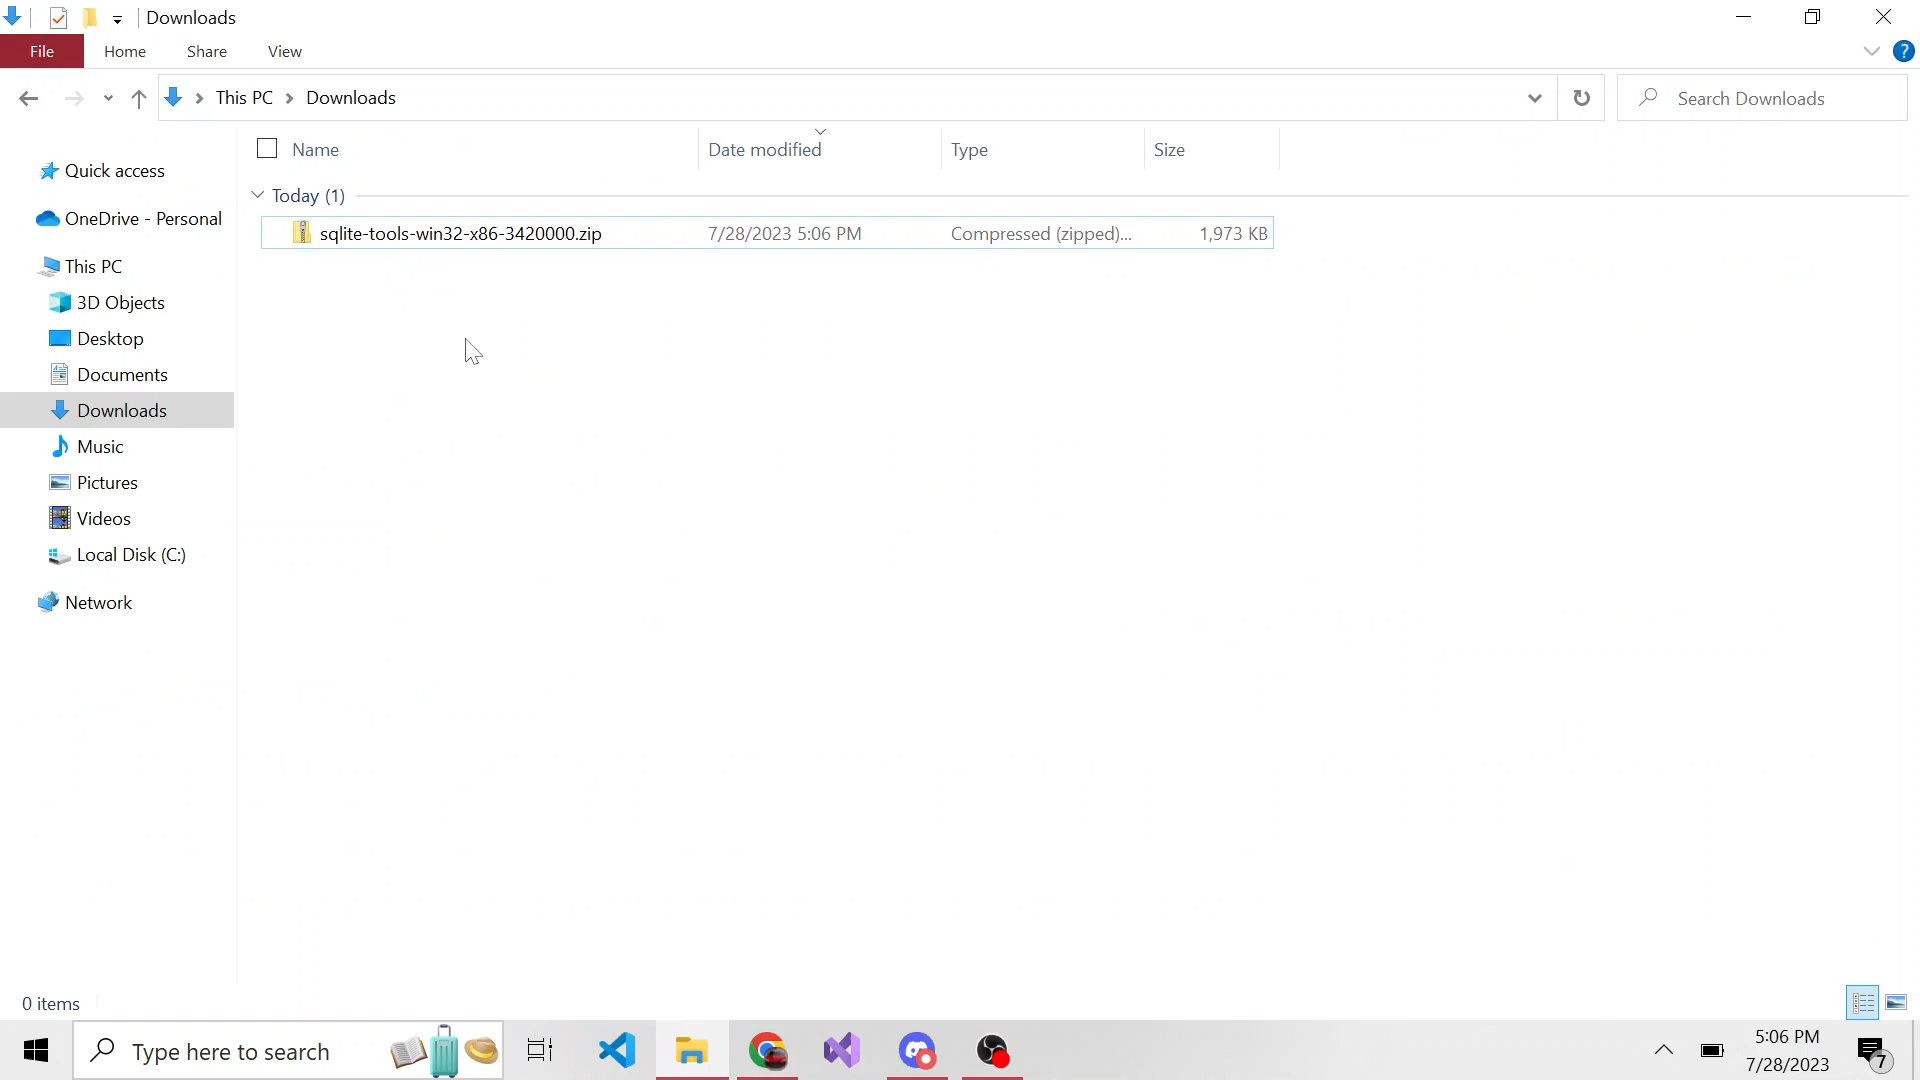 Downloads
File Home Share View
This PC Downloads
Search Downloads
Name Date modified Type Size
Today (1)
sqlite-tools-win32-x86-3420000.zip 7/28/2023 5:06 PM Compressed (zipped)... 1,973 KB
Quick access
OneDrive - Personal
This PC
3D Objects
Desktop
Documents
Downloads
Music
Pictures
Videos
Local Disk (C:)
Network
0 items
Type here to search
5:06 PM
7/28/2023
7